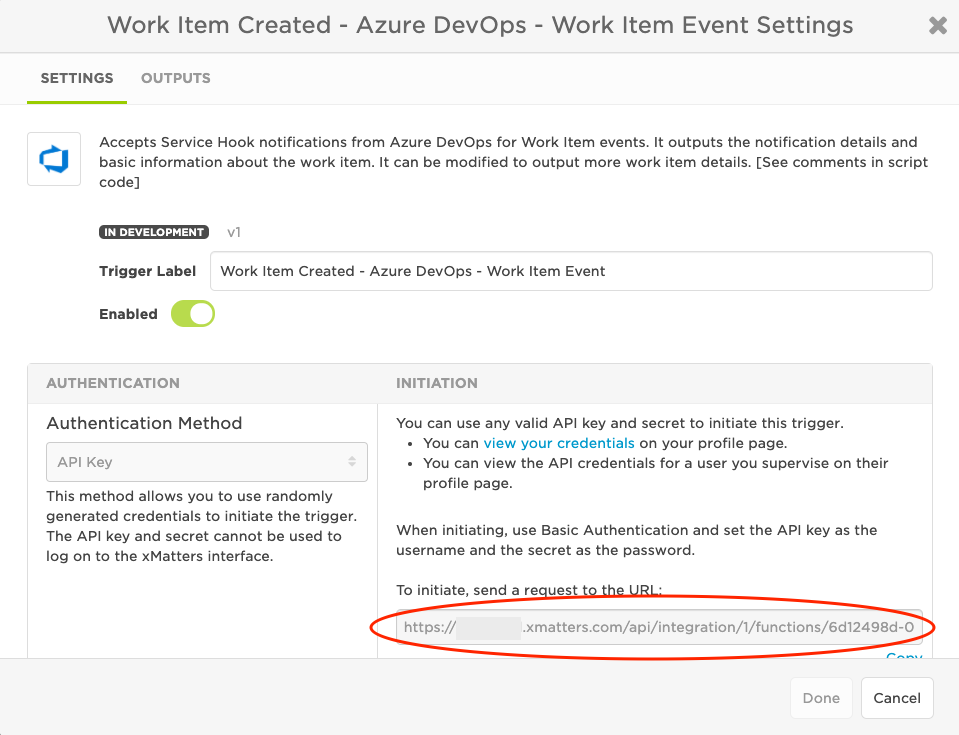 Work Item Created - Azure DevOps - Work Item Event Settings
SETTINGS OUTPUTS
Accepts Service Hook notifications from Azure DevOps for Work Item events. It outputs the notification details and
basic information about the work item. It can be modified to output more work item details. [See comments in script
code]
IN DEVELOPMENT v1
Trigger Label Work Item Created - Azure DevOps - Work Item Event
Enabled
AUTHENTICATION
Authentication Method
API Key
This method allows you to use randomly
generated credentials to initiate the trigger.
The API key and secret cannot be used to
log on to the xMatters interface.
INITIATION
You can use any valid API key and secret to initiate this trigger.
• You can view your credentials on your profile page.
• You can view the API credentials for a user you supervise on their
profile page.
When initiating, use Basic Authentication and set the API key as the
username and the secret as the password.
To initiate, send a request to the URL:
https:// .xmatters.com/api/integration/1/functions/6d12498d-0
Copy
Done Cancel